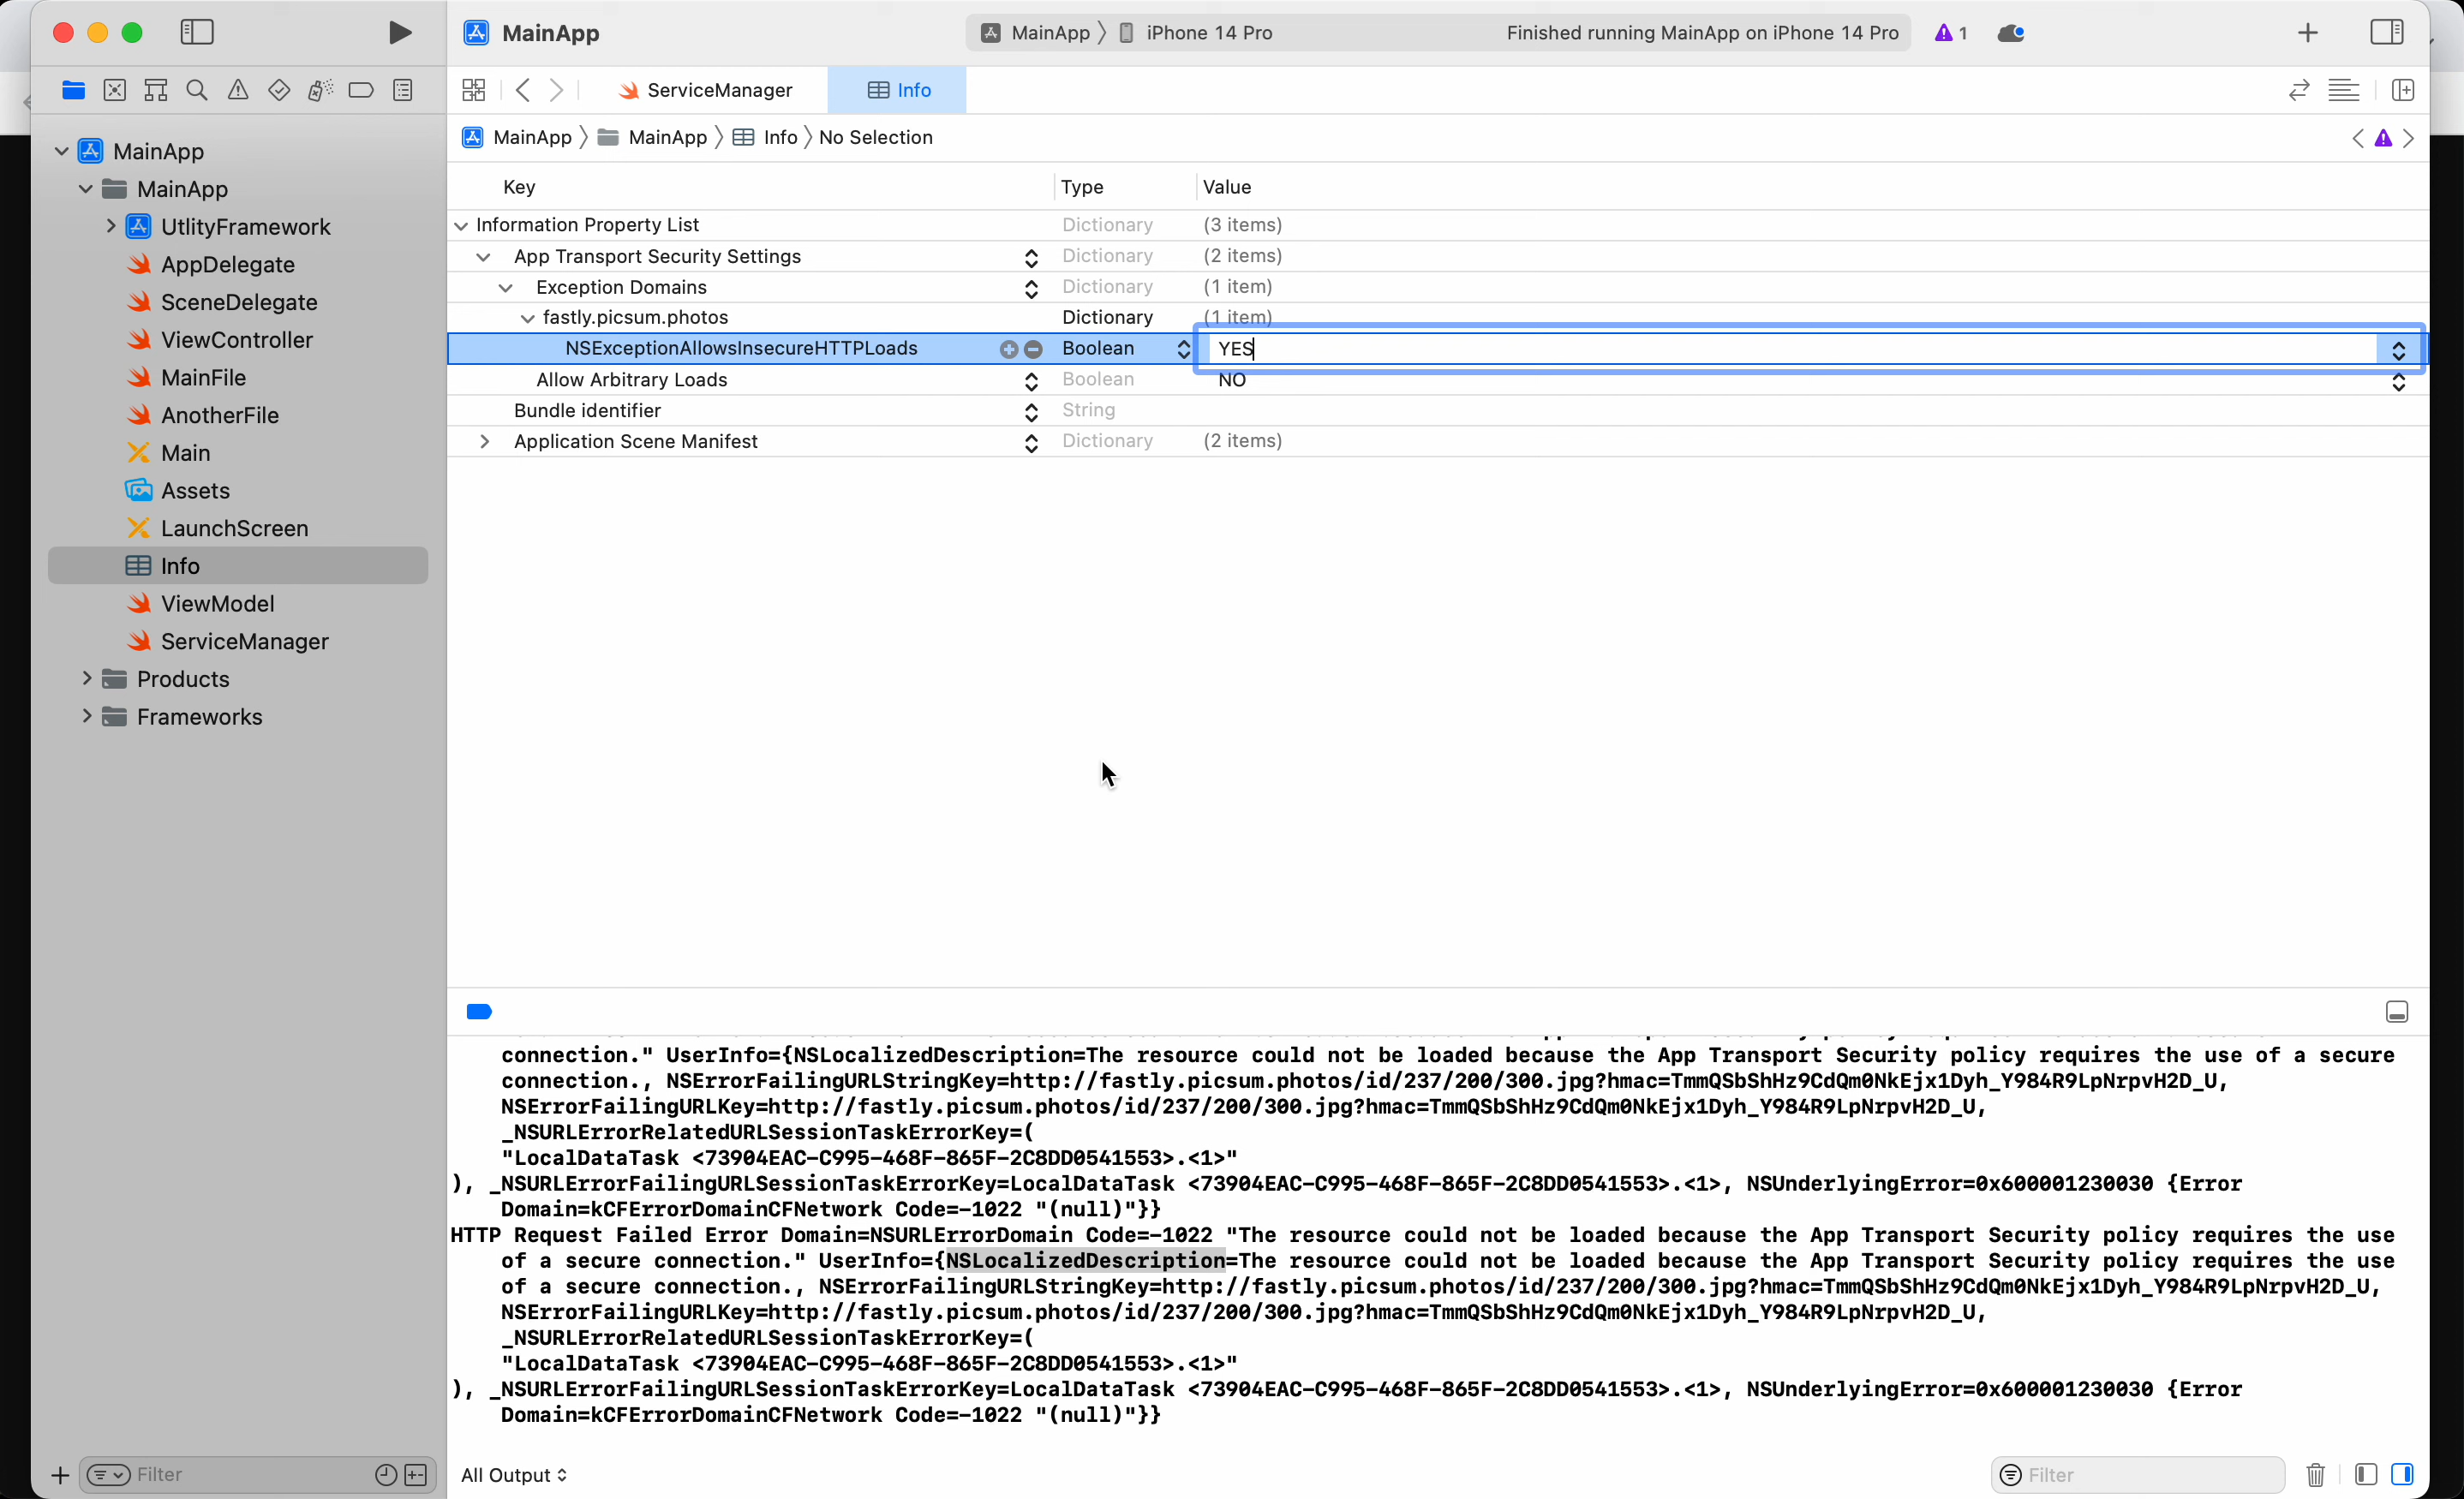 MainApp
MainApp
iPhone 14 Pro
Finished running MainApp on iPhone 14 Pro
1
ServiceManager
Info
MainApp
MainApp
Info
No Selection
MainApp
MainApp
UtlityFramework
AppDelegate
SceneDelegate
ViewController
MainFile
AnotherFile
Main
Assets
LaunchScreen
Info
ViewModel
ServiceManager
Products
Frameworks
Filter
Key Type Value
Information Property List Dictionary (3 items)
App Transport Security Settings Dictionary (2 items)
Exception Domains Dictionary (1 item)
fastly.picsum.photos Dictionary (1 item)
NSExceptionAllowsInsecureHTTPLoads Boolean YES
Allow Arbitrary Loads Boolean NO
Bundle identifier String
Application Scene Manifest Dictionary (2 items)
connection." UserInfo={NSLocalizedDescription=The resource could not be loaded because the App Transport Security policy requires the use of a secure
connection., NSErrorFailingURLStringKey=http://fastly.picsum.photos/id/237/200/300.jpg?hmac=TmmQSbShHz9CdQm0NkEjx1Dyh_Y984R9LpNrpvH2D_U,
NSErrorFailingURLKey=http://fastly.picsum.photos/id/237/200/300.jpg?hmac=TmmQSbShHz9CdQm0NkEjx1Dyh_Y984R9LpNrpvH2D_U,
_NSURLErrorRelatedURLSessionTaskErrorKey=(
"LocalDataTask <73904EAC-C995-468F-865F-2C8DD0541553>.<1>"
), _NSURLErrorFailingURLSessionTaskErrorKey=LocalDataTask <73904EAC-C995-468F-865F-2C8DD0541553>.<1>, NSUnderlyingError=0x600001230030 {Error
Domain=kCFErrorDomainCFNetwork Code=-1022 "(null)"}}
HTTP Request Failed Error Domain=NSURLErrorDomain Code=-1022 "The resource could not be loaded because the App Transport Security policy requires the use
of a secure connection." UserInfo={NSLocalizedDescription=The resource could not be loaded because the App Transport Security policy requires the use
of a secure connection., NSErrorFailingURLStringKey=http://fastly.picsum.photos/id/237/200/300.jpg?hmac=TmmQSbShHz9CdQm0NkEjx1Dyh_Y984R9LpNrpvH2D_U,
NSErrorFailingURLKey=http://fastly.picsum.photos/id/237/200/300.jpg?hmac=TmmQSbShHz9CdQm0NkEjx1Dyh_Y984R9LpNrpvH2D_U,
_NSURLErrorRelatedURLSessionTaskErrorKey=(
"LocalDataTask <73904EAC-C995-468F-865F-2C8DD0541553>.<1>"
), _NSURLErrorFailingURLSessionTaskErrorKey=LocalDataTask <73904EAC-C995-468F-865F-2C8DD0541553>.<1>, NSUnderlyingError=0x600001230030 {Error
Domain=kCFErrorDomainCFNetwork Code=-1022 "(null)"}}
All Output
Filter